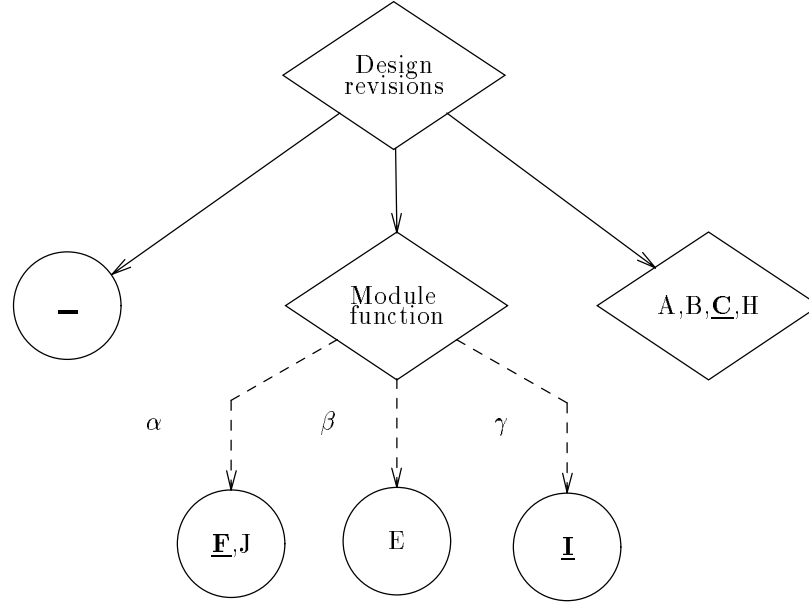 Design
revisions
_
Module
function
A,B,C,H
α
β
γ
F,J
E
I